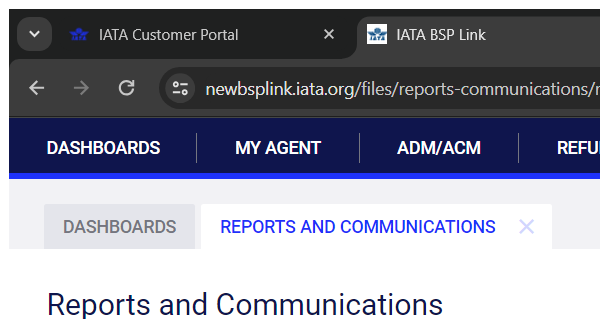 IATA Customer Portal
IATA BSP Link
newbsplink.iata.org/files/reports-communications/
DASHBOARDS MY AGENT ADM/ACM REFU
DASHBOARDS REPORTS AND COMMUNICATIONS
Reports and Communications